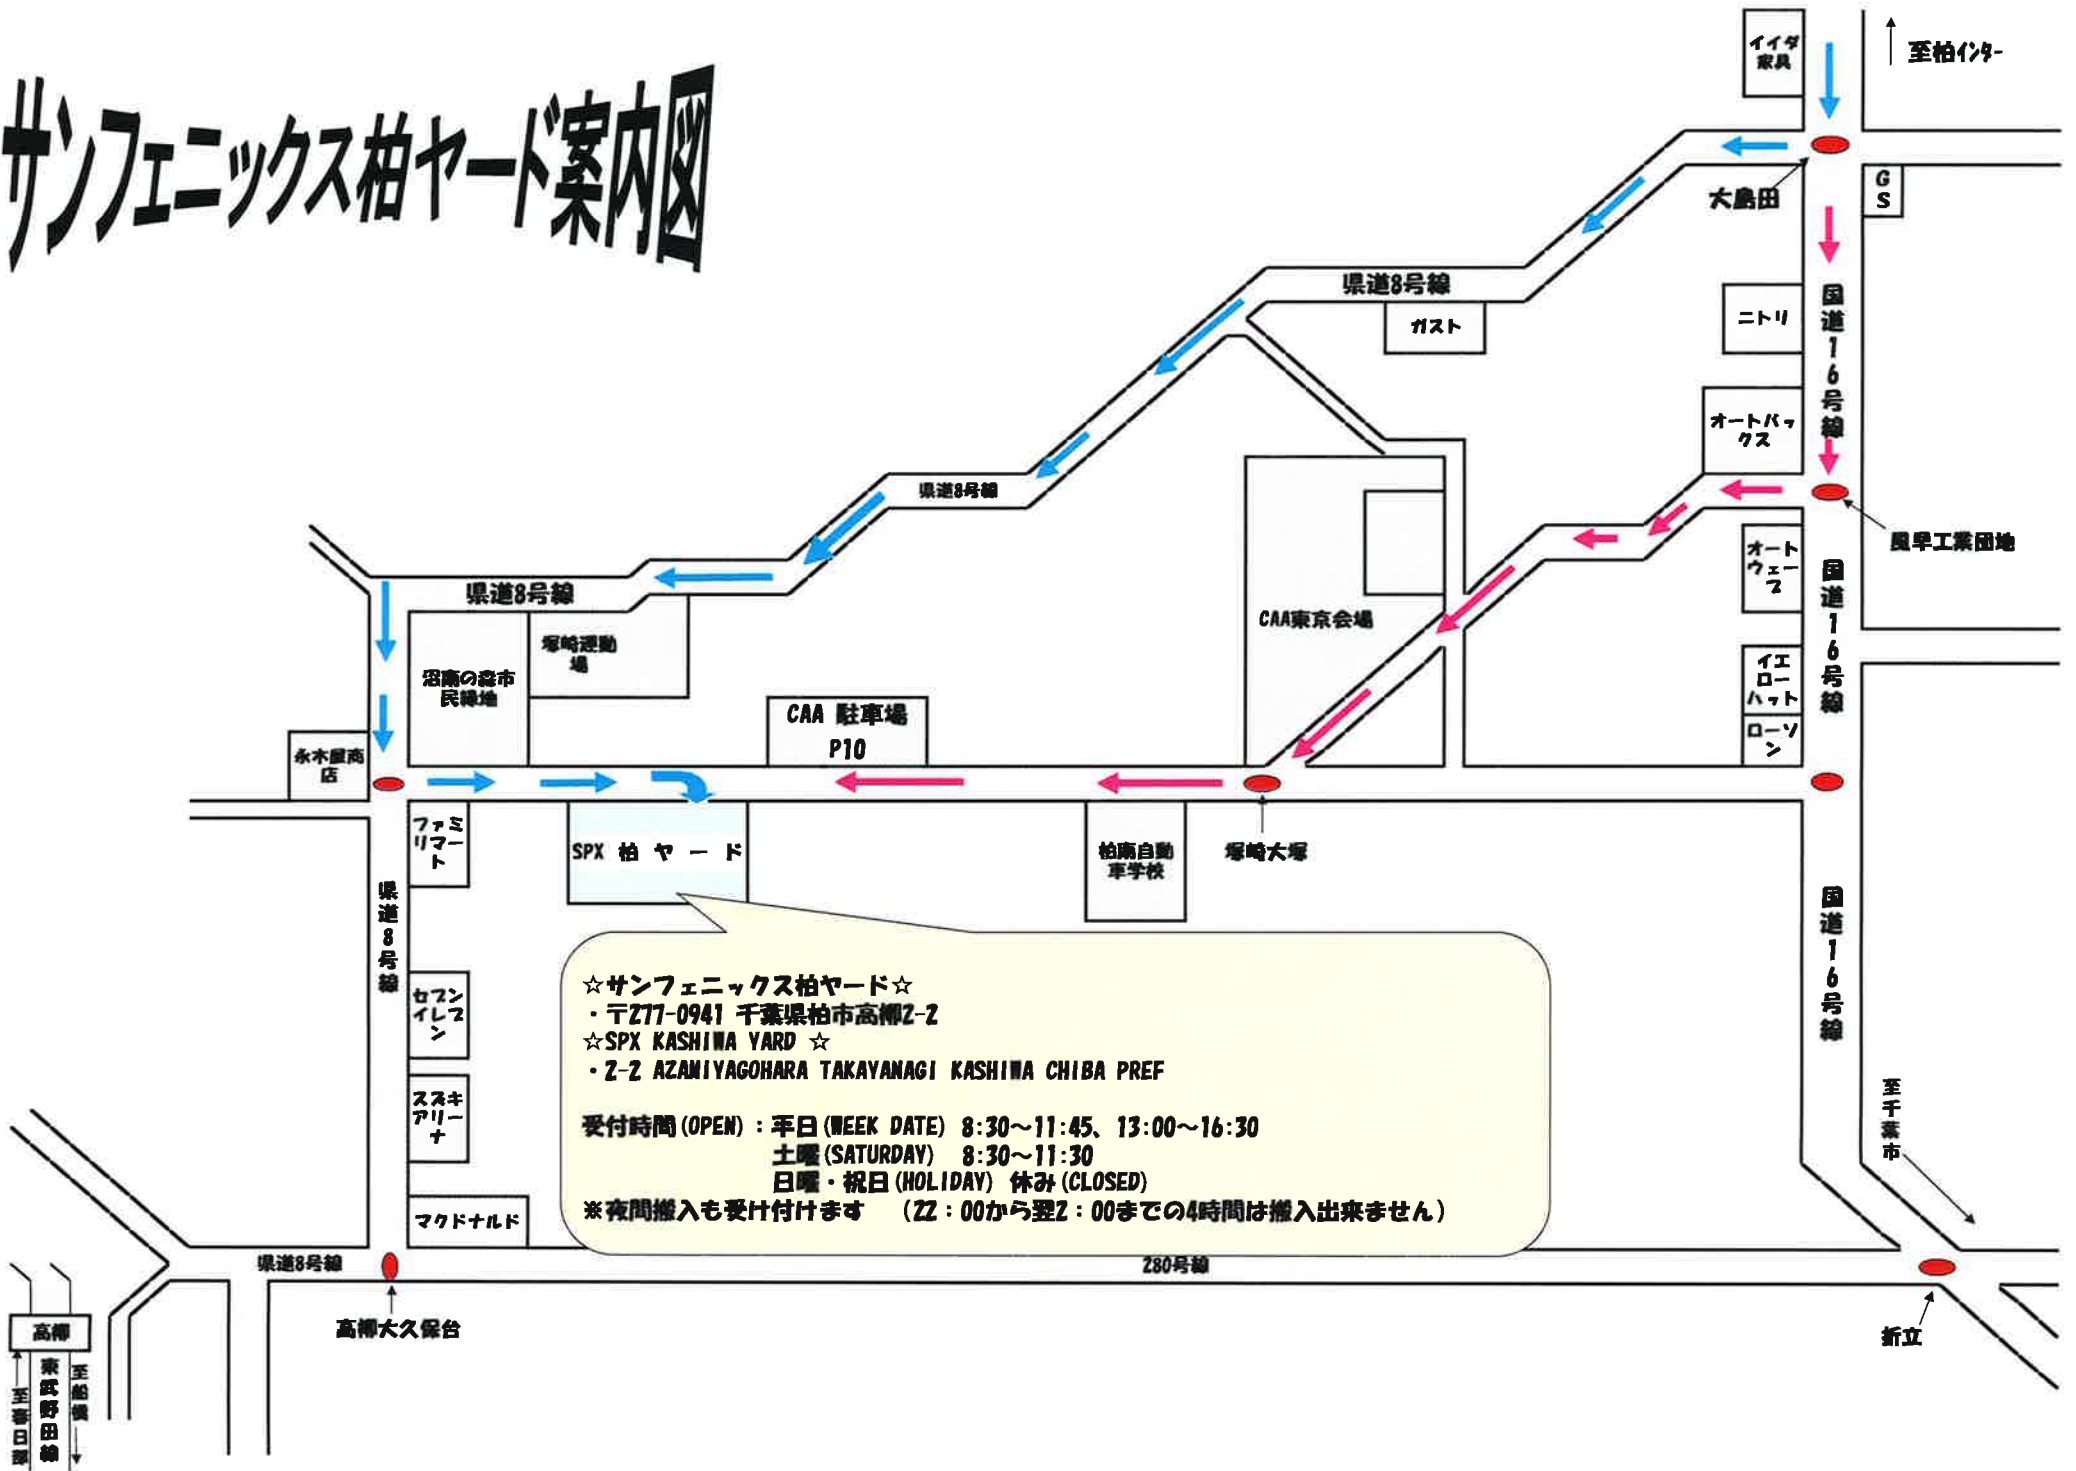 サンフェニックス柏ヤード案内図
イイダ
家具
至柏インター
大島田
G
S
県道8号線
ガスト
ニトリ
国道16号線
オートバッ
クス
県道8号線
風早工業団地
オート
ウェー
ブ
国道16号線
県道8号線
塚崎運動
場
沼南の森市
民緑地
CAA東京会場
イエ
ロー
ハット
ローソ
ン
CAA 駐車場
P10
永木屋商
店
ファミ
リマー
ト
SPX 柏 ヤ ー ド
柏南自動
車学校
塚崎大塚
県道8号線
国道16号線
セブン
イレブ
ン
スズキ
アリー
ナ
マクドナルド
☆サンフェニックス柏ヤード☆
・〒277-0941 千葉県柏市高柳2-2
☆SPX KASHIWA YARD ☆
・2-2 AZAMIYAGOHARA TAKAYANAGI KASHIWA CHIBA PREF
受付時間(OPEN)：平日(WEEK DATE) 8:30～11:45、13:00～16:30
土曜(SATURDAY) 8:30～11:30
日曜・祝日(HOLIDAY) 休み(CLOSED)
※夜間搬入も受け付けます （22：00から翌2：00までの4時間は搬入出来ません）
至千葉市
県道8号線
280号線
高柳大久保台
折立
高柳
東武野田線
至船橋
至春日部